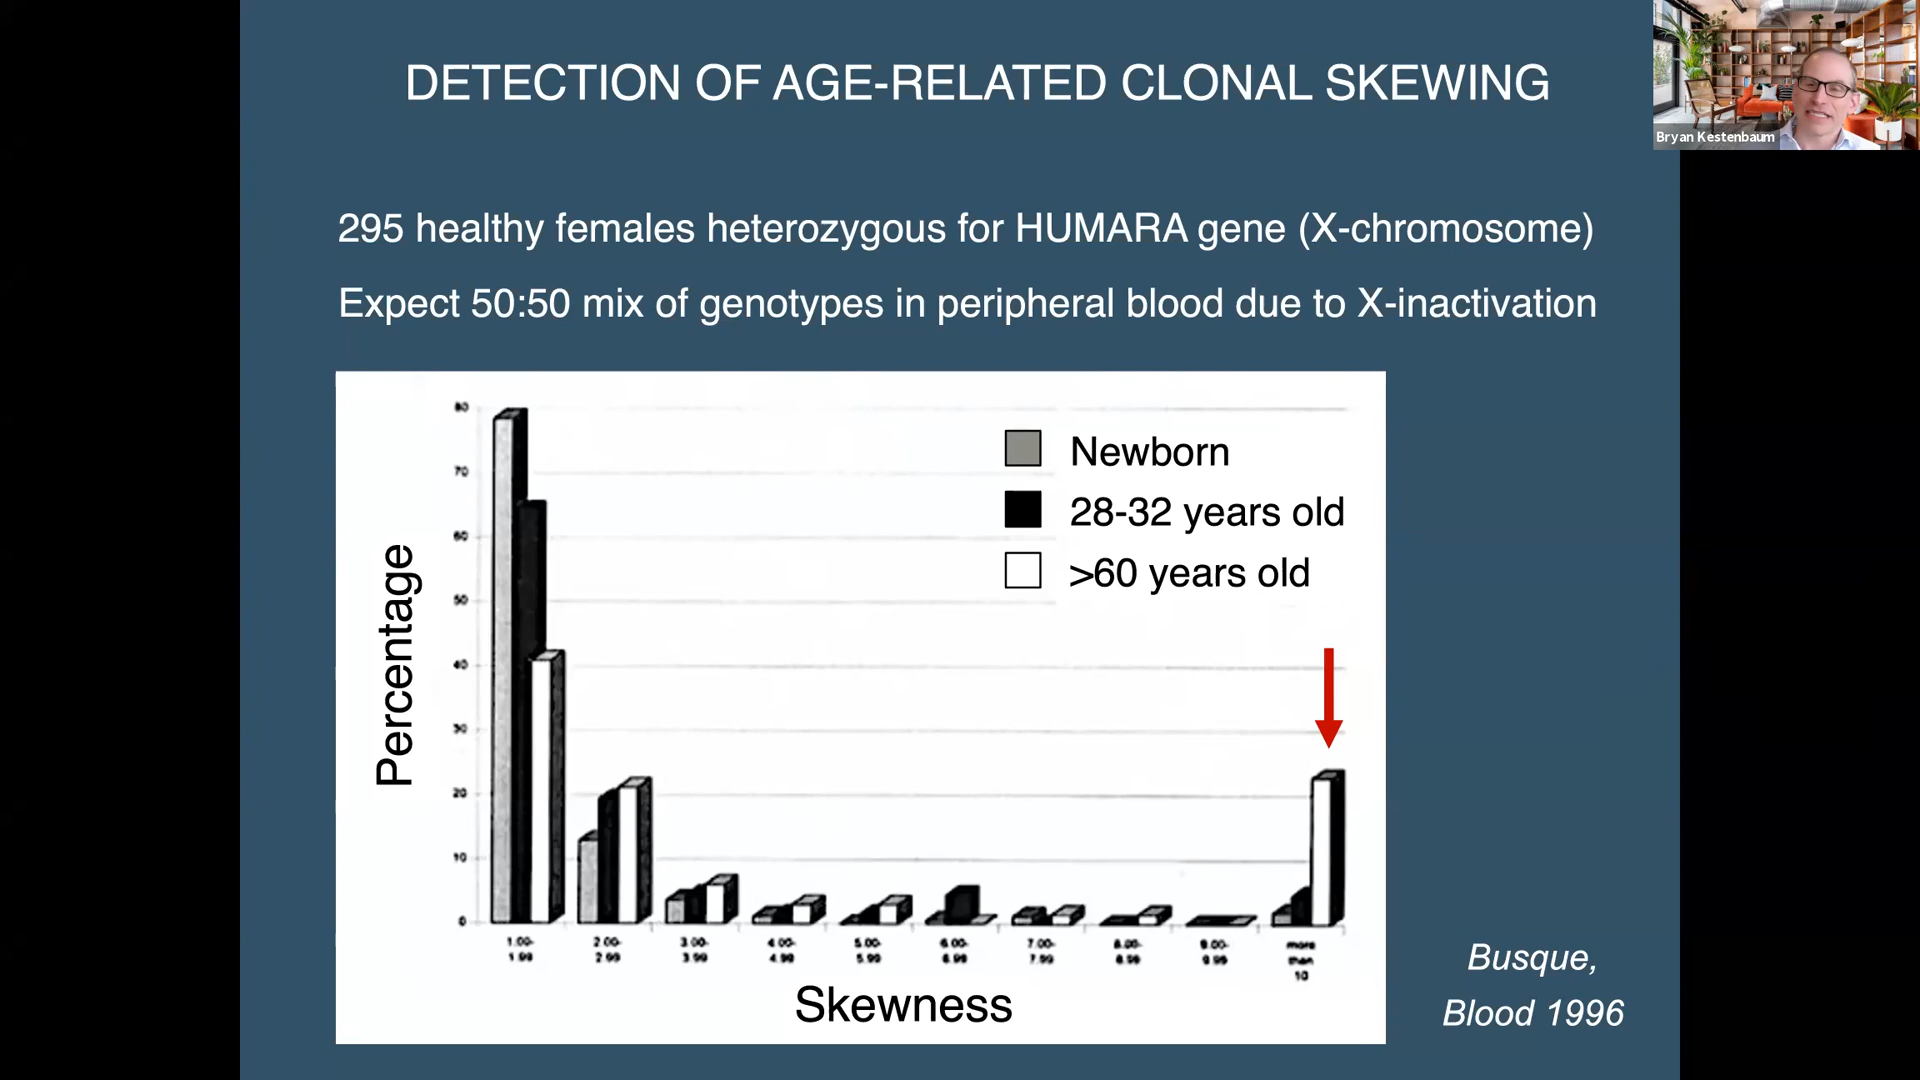 DETECTION OF AGE-RELATED CLONAL SKEWING
Bryan Kestenbaum
295 healthy females heterozygous for HUMARA gene (X-chromosome)
Expect 50:50 mix of genotypes in peripheral blood due to X-inactivation
Newborn
28-32 years old
>60 years old
Percentage
80
70
60
50
40
30
20
10
0
1.00- 2.00- 3.00- 4.00- 5.00- 6.00- 7.00- 8.00- 9.00- more
1.99 2.99 3.99 4.99 5.99 6.99 7.99 8.99 9.99 than
10
Skewness
Busque,
Blood 1996